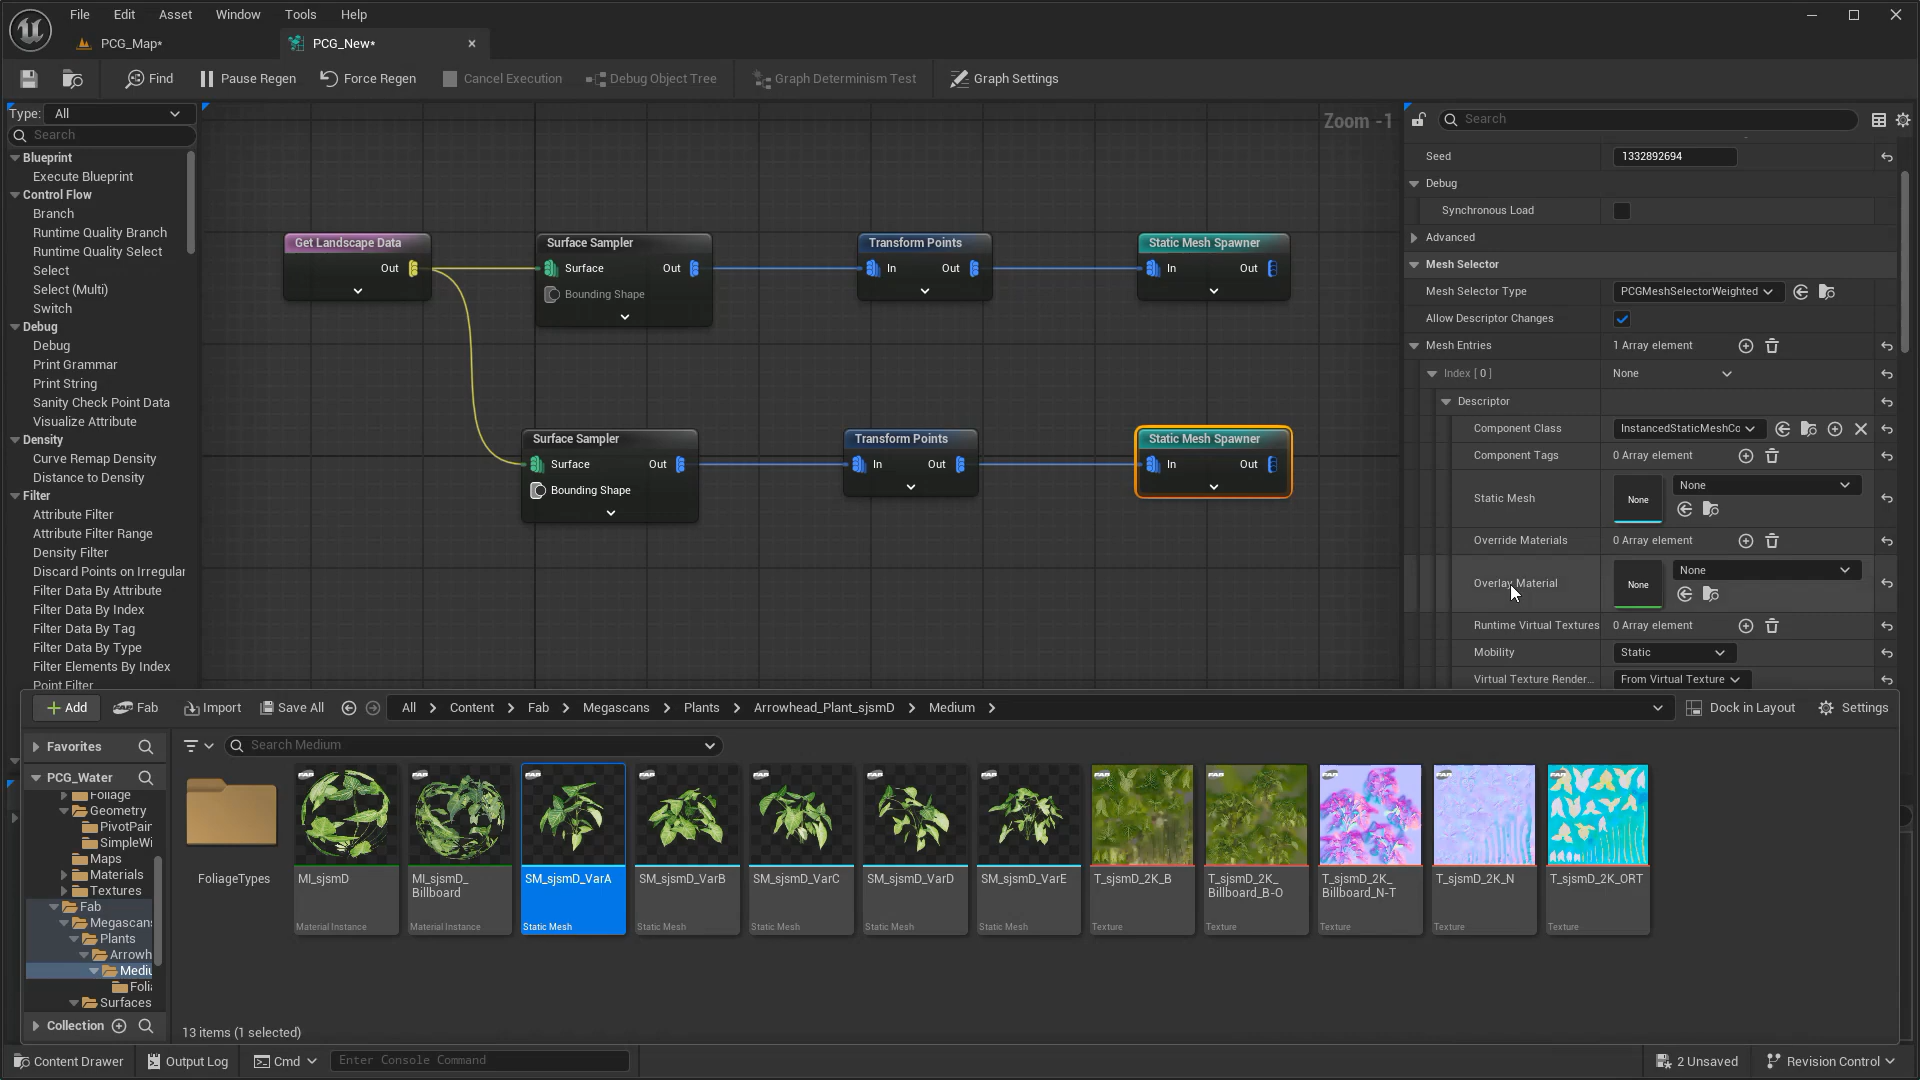 File Edit Asset Window Tools Help
PCG_Map* PCG_New*
Find Pause Regen Force Regen Cancel Execution Debug Object Tree Graph Determinism Test Graph Settings
Type: All
Search
Blueprint
Execute Blueprint
Control Flow
Branch
Runtime Quality Branch
Runtime Quality Select
Select
Select (Multi)
Switch
Debug
Debug
Print Grammar
Print String
Sanity Check Point Data
Visualize Attribute
Density
Curve Remap Density
Distance to Density
Filter
Attribute Filter
Attribute Filter Range
Density Filter
Discard Points on Irregular
Filter Data By Attribute
Filter Data By Index
Filter Data By Tag
Filter Data By Type
Filter Elements By Index
Point Filter
Zoom -1
Get Landscape Data
Out
Surface Sampler
Surface Out
Bounding Shape
Transform Points
In Out
Static Mesh Spawner
In Out
Surface Sampler
Surface Out
Bounding Shape
Transform Points
In Out
Static Mesh Spawner
In Out
Search
Seed 1332892694
Debug
Synchronous Load
Advanced
Mesh Selector
Mesh Selector Type PCGMeshSelectorWeighted
Allow Descriptor Changes
Mesh Entries 1 Array element
Index [ 0 ] None
Descriptor
Component Class InstancedStaticMeshCc
Component Tags 0 Array element
Static Mesh None None
Override Materials 0 Array element
Overlay Material None None
Runtime Virtual Textures 0 Array element
Mobility Static
Virtual Texture Render... From Virtual Texture
Add Fab Import Save All All Content Fab Megascans Plants Arrowhead_Plant_sjsmD Medium Dock in Layout Settings
Favorites
Search Medium
PCG_Water
Foliage
Geometry
PivotPain
SimpleWi
Maps
Materials
Textures
Fab
Megascans
Plants
Arrowh
Mediu
Folia
Surfaces
Collection
FoliageTypes
MI_sjsmD
Material Instance
MI_sjsmD_
Billboard
Material Instance
SM_sjsmD_VarA
Static Mesh
SM_sjsmD_VarB
Static Mesh
SM_sjsmD_VarC
Static Mesh
SM_sjsmD_VarD
Static Mesh
SM_sjsmD_VarE
Static Mesh
T_sjsmD_2K_B
Texture
T_sjsmD_2K_
Billboard_B-O
Texture
T_sjsmD_2K_
Billboard_N-T
Texture
T_sjsmD_2K_N
Texture
T_sjsmD_2K_ORT
Texture
13 items (1 selected)
Content Drawer Output Log Cmd Enter Console Command 2 Unsaved Revision Control